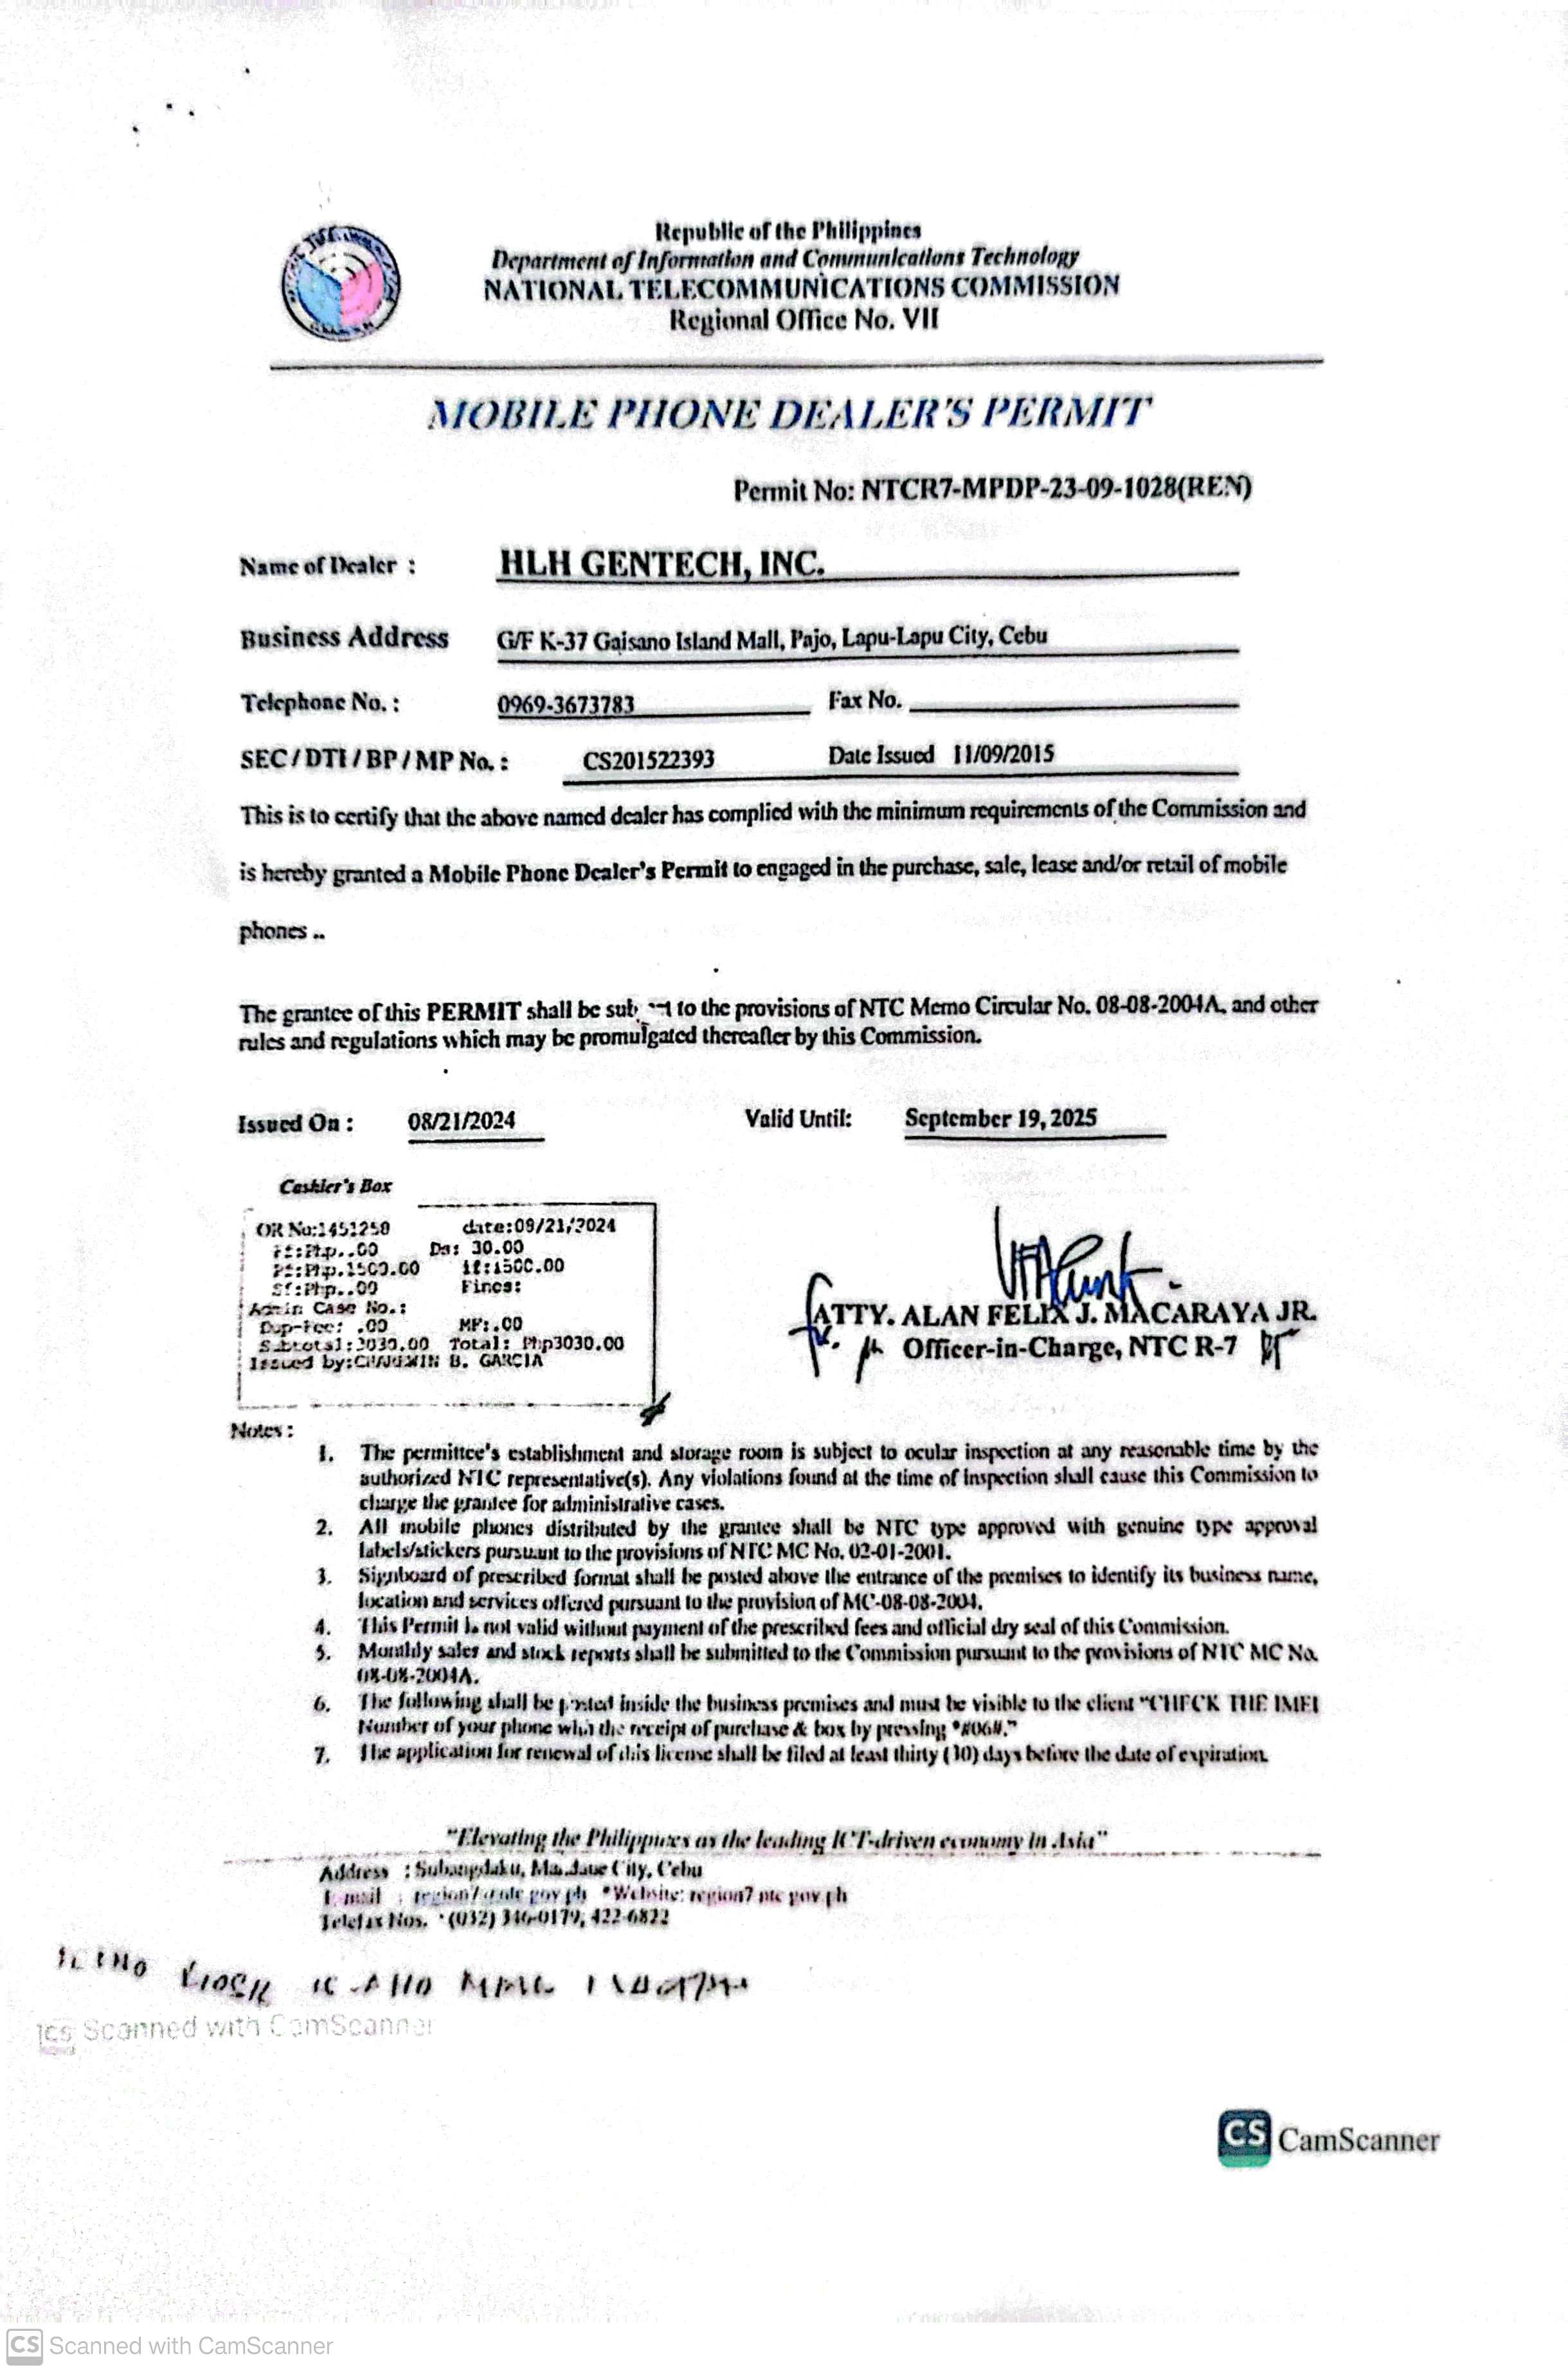 Republic of the Philippines
Department of Information and Communications Technology
NATIONAL TELECOMMUNICATIONS COMMISSION
Regional Office No. VII
MOBILE PHONE DEALER'S PERMIT
Permit No: NTCR7-MPDP-23-09-1028(REN)
Name of Dealer : HLH GENTECH, INC.
Business Address G/F K-37 Gaisano Island Mall, Pajo, Lapu-Lapu City, Cebu
Telephone No. : 0969-3673783 Fax No.
SEC / DTI / BP / MP No. : CS201522393 Date Issued 11/09/2015
This is to certify that the above named dealer has complied with the minimum requirements of the Commission and
is hereby granted a Mobile Phone Dealer's Permit to engaged in the purchase, sale, lease and/or retail of mobile
phones ..
The grantee of this PERMIT shall be to the provisions of NTC Memo Circular No. 08-08-2004A, and other
rules and regulations which may be promulgated thereafter by this Commission.
Issued On : 08/21/2024 Valid Until: September 19, 2025
Cashier's Box
OR No: date:
Ds: 30.00
Pf:Php.1500.00 lf:1500.00
Sf:Php..00 Fines:
Admin Case No.:
Dup-Fee: .00 MF:.00
Subtotal:3030.00 Total: Php3030.00
Issued by: B. GARCIA
ATTY. ALAN FELIX J. MACARAYA JR.
Officer-in-Charge, NTC R-7
Notes :
1. The permittee's establishment and storage room is subject to ocular inspection at any reasonable time by the
authorized NTC representative(s). Any violations found at the time of inspection shall cause this Commission to
charge the grantee for administrative cases.
2. All mobile phones distributed by the grantee shall be NTC type approved with genuine type approval
labels/stickers pursuant to the provisions of NTC MC No. 02-01-2001.
3. Signboard of prescribed format shall be posted above the entrance of the premises to identify its business name,
location and services offered pursuant to the provision of MC-08-08-2004.
4. This Permit is not valid without payment of the prescribed fees and official dry seal of this Commission.
5. Monthly sales and stock reports shall be submitted to the Commission pursuant to the provisions of NTC MC No.
08-08-2004A.
6. The following shall be posted inside the business premises and must be visible to the client "CHECK THE IMEI
Number of your phone with the receipt of purchase & box by pressing *#06#."
7. The application for renewal of this license shall be filed at least thirty (30) days before the date of expiration.
"Elevating the Philippines as the leading ICT-driven economy in Asia"
Address : Subangdaku, Mandaue City, Cebu
E-mail : *Website: region7.ntc.gov.ph
Telefax Nos. : (032) 346-0179, 422-6822
CS Scanned with CamScanner
CS CamScanner
CS Scanned with CamScanner